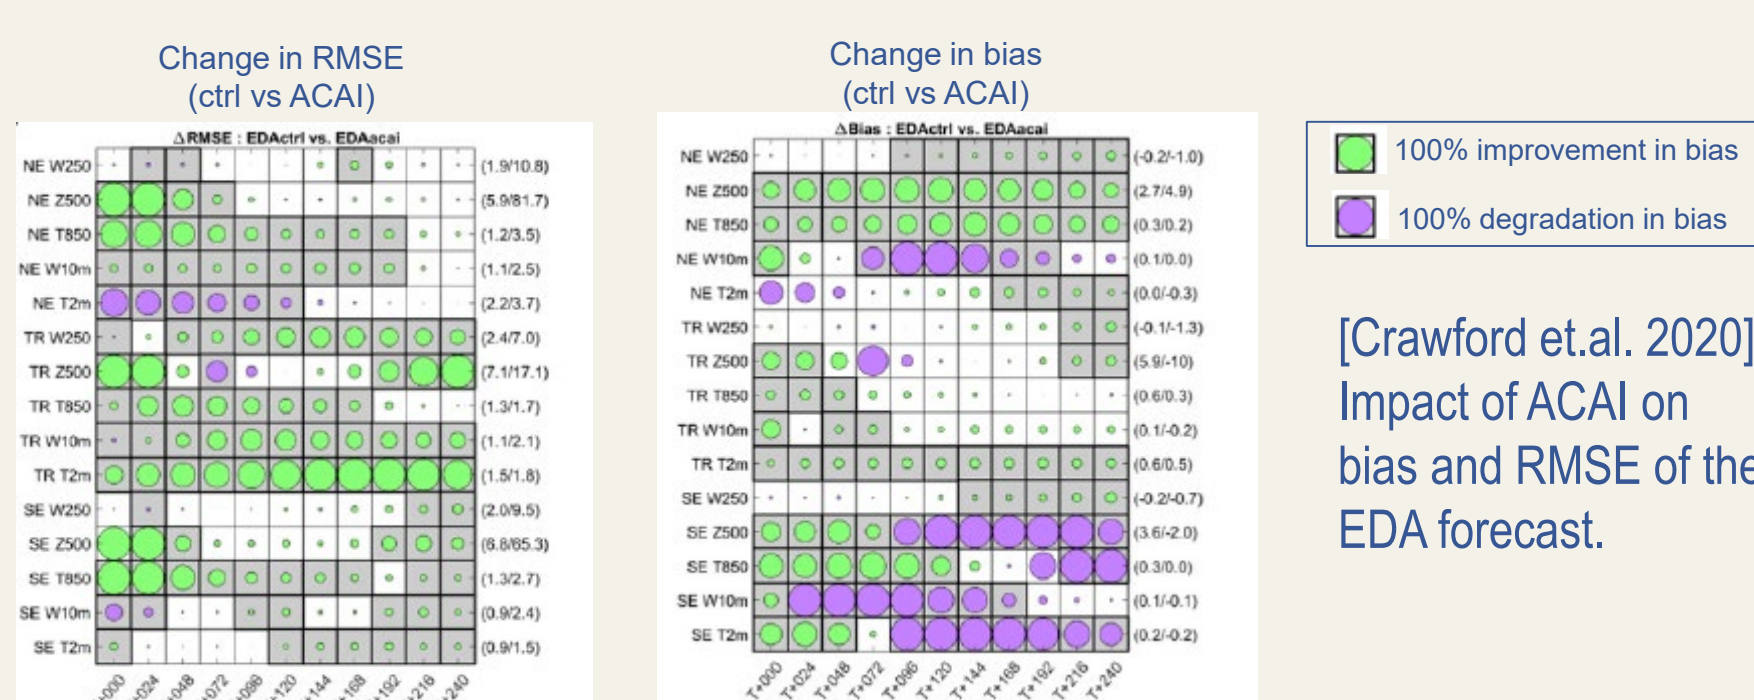 Change in RMSE
(ctrl vs ACAI)
ΔRMSE : EDActrl vs. EDAacai
NE W250 (1.9/10.8)
NE Z500 (5.9/81.7)
NE T850 (1.2/3.5)
NE W10m (1.1/2.5)
NE T2m (2.2/3.7)
TR W250 (2.4/7.0)
TR Z500 (7.1/17.1)
TR T850 (1.3/1.7)
TR W10m (1.1/2.1)
TR T2m (1.5/1.8)
SE W250 (2.0/9.5)
SE Z500 (6.8/65.3)
SE T850 (1.3/2.7)
SE W10m (0.9/2.4)
SE T2m (0.9/1.5)
+000 +024 +048 +072 +096 +120 +144 +168 +192 +216 +240
Change in bias
(ctrl vs ACAI)
ΔBias : EDActrl vs. EDAacai
NE W250 (-0.2/-1.0)
NE Z500 (2.7/4.9)
NE T850 (0.3/0.2)
NE W10m (0.1/0.0)
NE T2m (0.0/-0.3)
TR W250 (-0.1/-1.3)
TR Z500 (5.9/-10)
TR T850 (0.6/0.3)
TR W10m (0.1/-0.2)
TR T2m (0.6/0.5)
SE W250 (-0.2/-0.7)
SE Z500 (3.6/-2.0)
SE T850 (0.3/0.0)
SE W10m (0.1/-0.1)
SE T2m (0.2/-0.2)
T+000 T+024 T+048 T+072 T+096 T+120 T+144 T+168 T+192 T+216 T+240
100% improvement in bias
100% degradation in bias
[Crawford et.al. 2020]
Impact of ACAI on
bias and RMSE of the
EDA forecast.